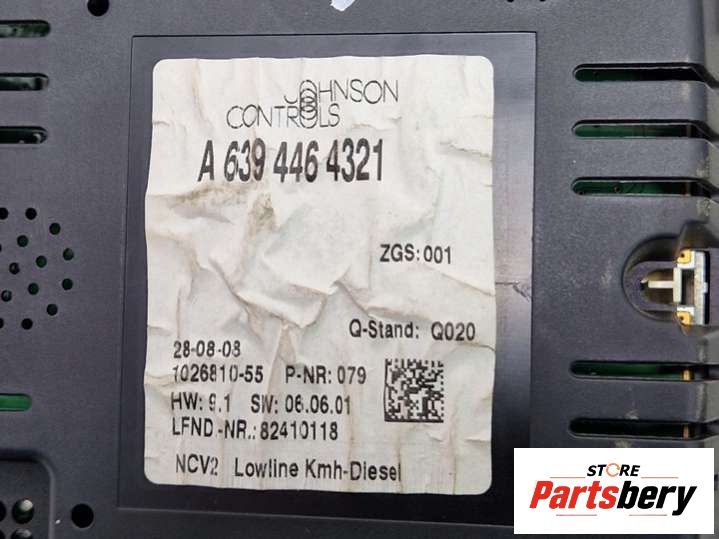 JOHNSON
CONTROLS
A 639 446 4321
ZGS: 001
Q-Stand: Q020
28-08-08
1026810-55 P-NR: 079
HW: 9.1 SW: 06.06.01
LFND.-NR.: 82410118
NCV2 Lowline Kmh-Diesel
STORE
Partsbery